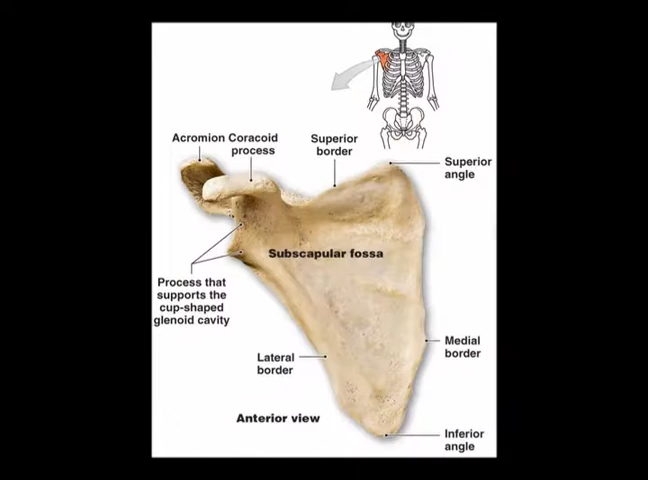 Acromion Coracoid
process
Superior
border
Superior
angle
Subscapular fossa
Process that
supports the
cup-shaped
glenoid cavity
Medial
border
Lateral
border
Anterior view
Inferior
angle